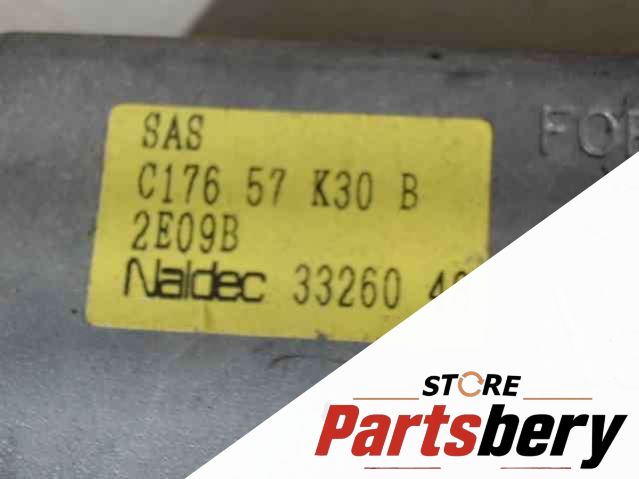 SAS
C176 57 K30 B
2E09B
Naldec 33260
STORE
Partsbery